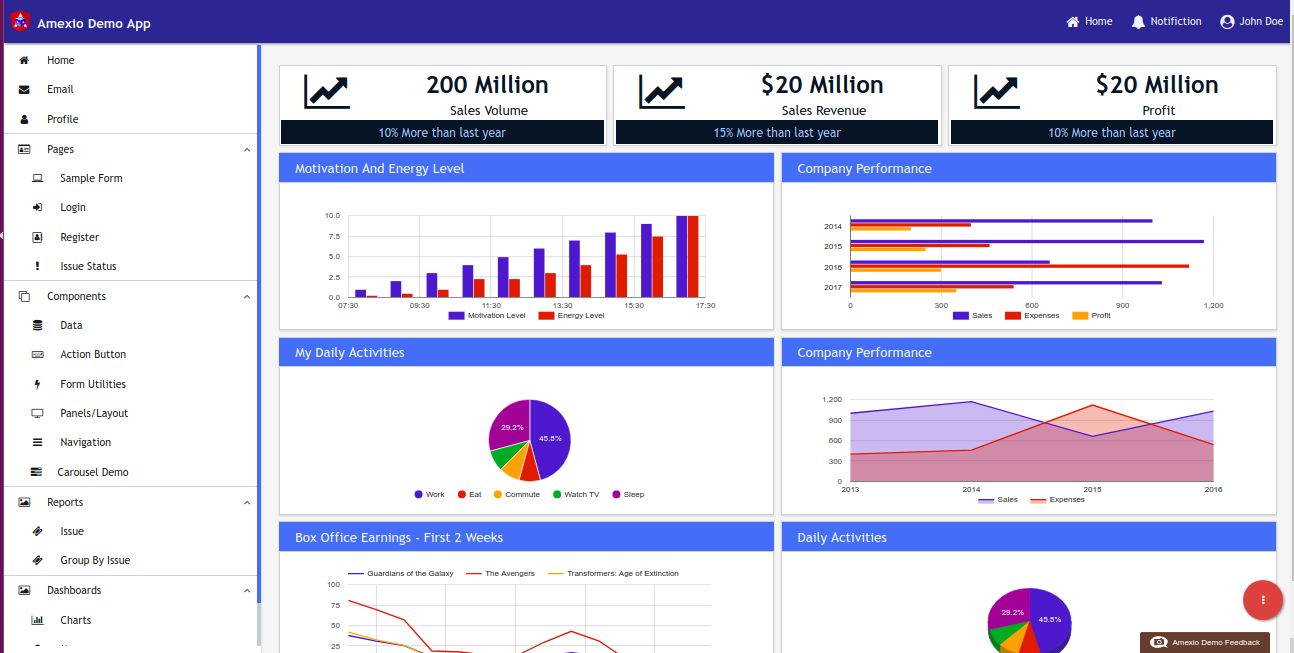 Amexio Demo App
Home
Notifiction
John Doe
Home
Email
Profile
Pages
Sample Form
Login
Register
Issue Status
Components
Data
Action Button
Form Utilities
Panels/Layout
Navigation
Carousel Demo
Reports
Issue
Group By Issue
Dashboards
Charts
200 Million
Sales Volume
10% More than last year
$20 Million
Sales Revenue
15% More than last year
$20 Million
Profit
10% More than last year
Motivation And Energy Level
10.0
7.5
5.0
2.5
0.0
07:30 09:30 11:30 13:30 15:30 17:30
Motivation Level Energy Level
Company Performance
2014
2015
2016
2017
0 300 600 900 1,200
Sales Expenses Profit
My Daily Activities
29.2%
45.8%
Work Eat Commute Watch TV Sleep
Company Performance
1,200
900
600
300
0
2013 2014 2015 2016
Sales Expenses
Box Office Earnings - First 2 Weeks
Guardians of the Galaxy The Avengers Transformers: Age of Extinction
100
75
50
25
Daily Activities
29.2%
45.8%
Amexio Demo Feedback